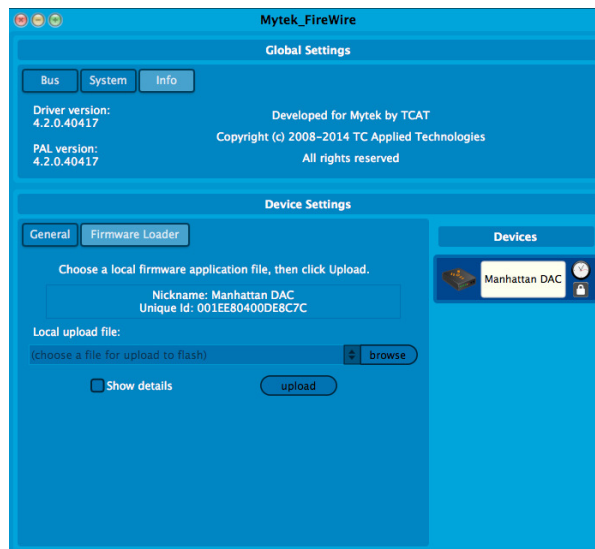 Mytek_FireWire
Global Settings
Bus System Info
Driver version:
4.2.0.40417
PAL version:
4.2.0.40417
Developed for Mytek by TCAT
Copyright (c) 2008-2014 TC Applied Technologies
All rights reserved
Device Settings
General Firmware Loader
Choose a local firmware application file, then click Upload.
Nickname: Manhattan DAC
Unique Id: 001EE80400DE8C7C
Local upload file:
(choose a file for upload to flash) browse
Show details upload
Devices
Manhattan DAC